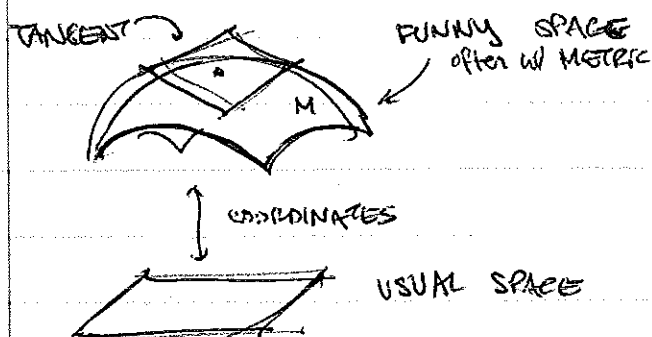 TANGENT
FUNNY SPACE
often w/ METRIC
M
COORDINATES
USUAL SPACE